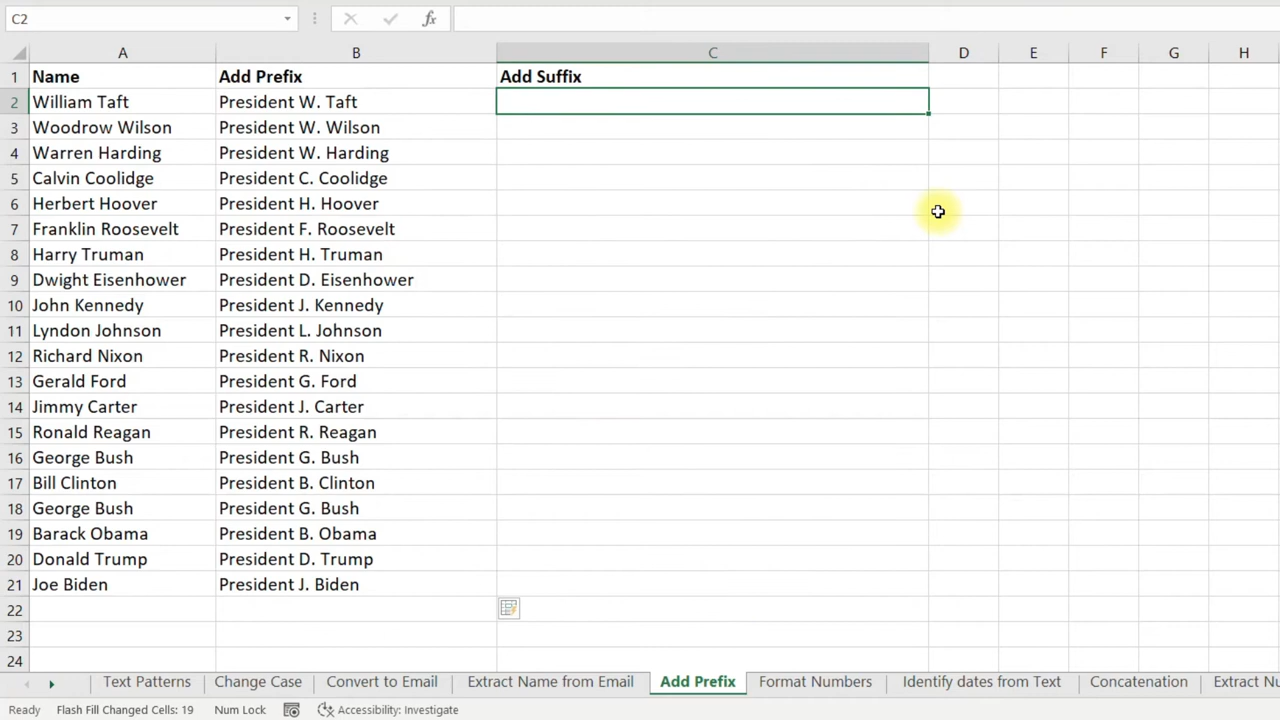 C2
fx
A B C D E F G H
1 Name Add Prefix Add Suffix
2 William Taft President W. Taft
3 Woodrow Wilson President W. Wilson
4 Warren Harding President W. Harding
5 Calvin Coolidge President C. Coolidge
6 Herbert Hoover President H. Hoover
7 Franklin Roosevelt President F. Roosevelt
8 Harry Truman President H. Truman
9 Dwight Eisenhower President D. Eisenhower
10 John Kennedy President J. Kennedy
11 Lyndon Johnson President L. Johnson
12 Richard Nixon President R. Nixon
13 Gerald Ford President G. Ford
14 Jimmy Carter President J. Carter
15 Ronald Reagan President R. Reagan
16 George Bush President G. Bush
17 Bill Clinton President B. Clinton
18 George Bush President G. Bush
19 Barack Obama President B. Obama
20 Donald Trump President D. Trump
21 Joe Biden President J. Biden
22
23
24
Text Patterns Change Case Convert to Email Extract Name from Email Add Prefix Format Numbers Identify dates from Text Concatenation Extract Nu
Ready Flash Fill Changed Cells: 19 Num Lock Accessibility: Investigate